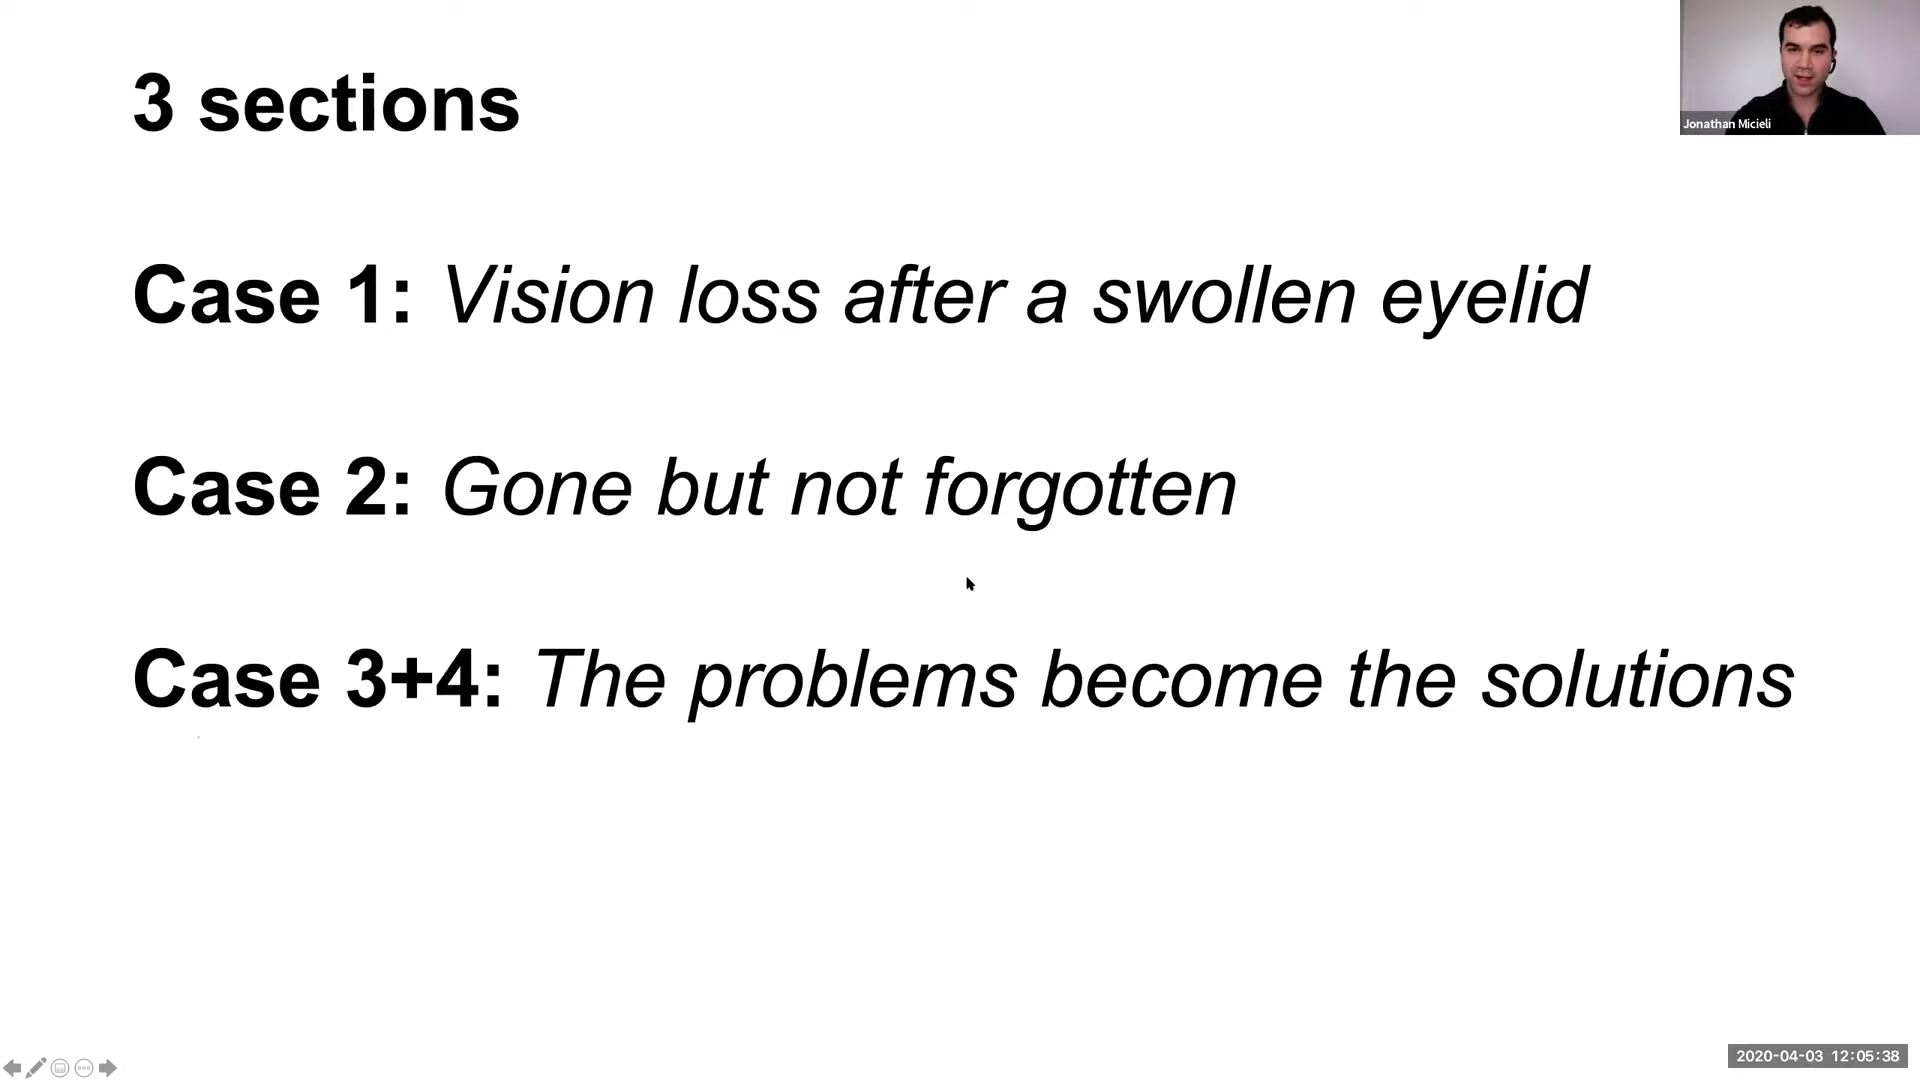 3 sections
Jonathan Micieli
Case 1: Vision loss after a swollen eyelid
Case 2: Gone but not forgotten
Case 3+4: The problems become the solutions
2020-04-03 12:05:38